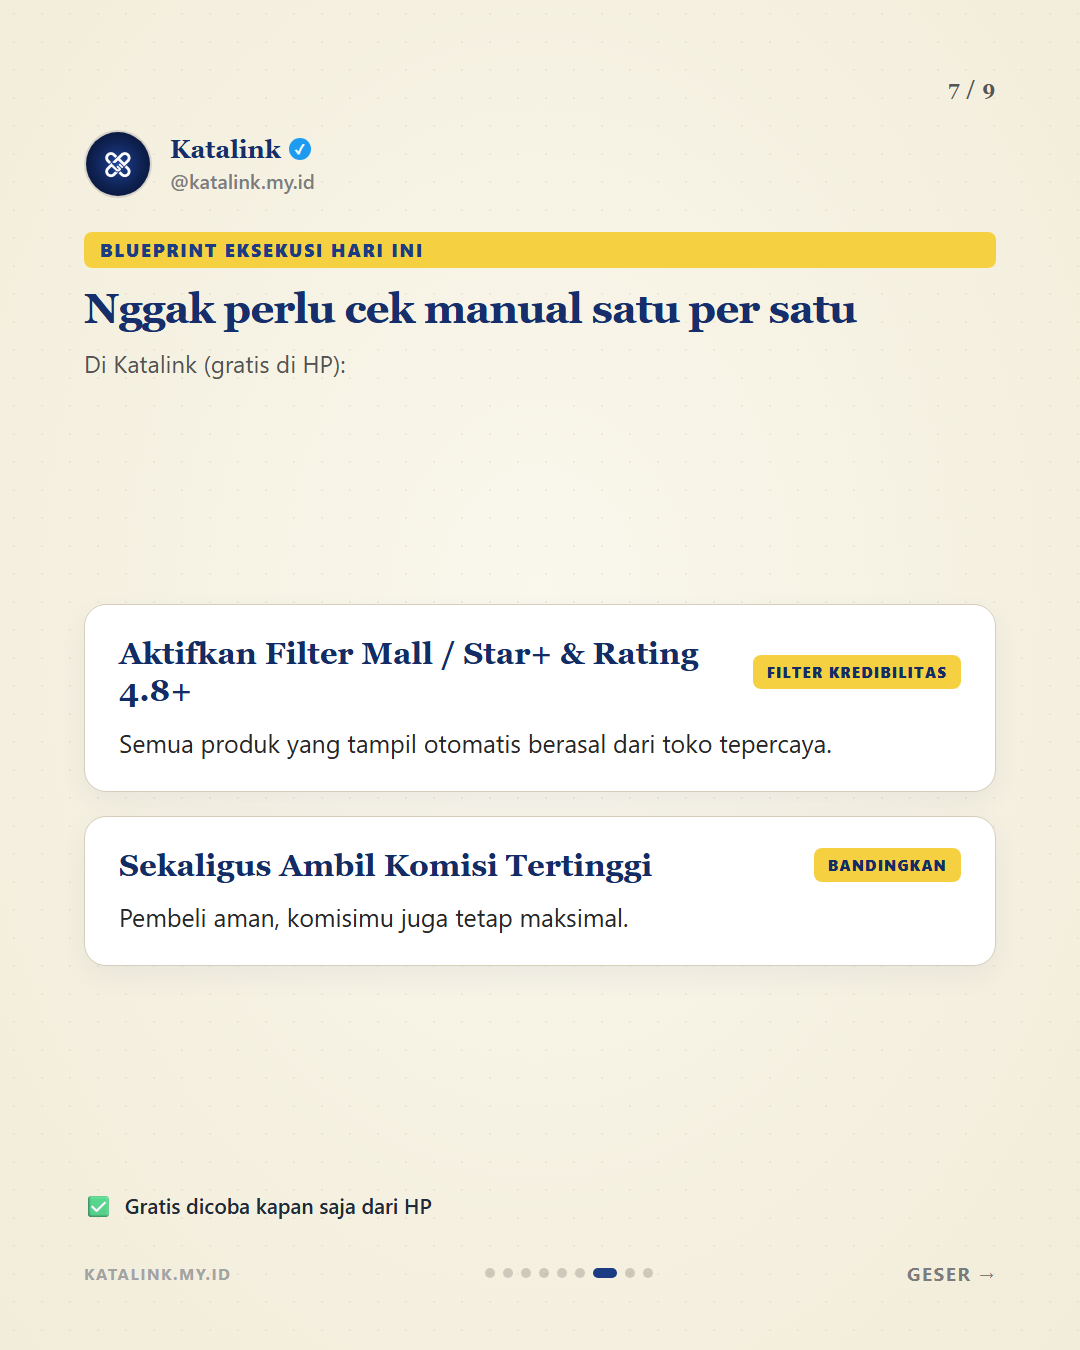 7 / 9
Katalink
@katalink.my.id
BLUEPRINT EKSEKUSI HARI INI
Nggak perlu cek manual satu per satu
Di Katalink (gratis di HP):
Aktifkan Filter Mall / Star+ & Rating
4.8+
FILTER KREDIBILITAS
Semua produk yang tampil otomatis berasal dari toko tepercaya.
Sekaligus Ambil Komisi Tertinggi
BANDINGKAN
Pembeli aman, komisimu juga tetap maksimal.
✅ Gratis dicoba kapan saja dari HP
KATALINK.MY.ID
GESER →